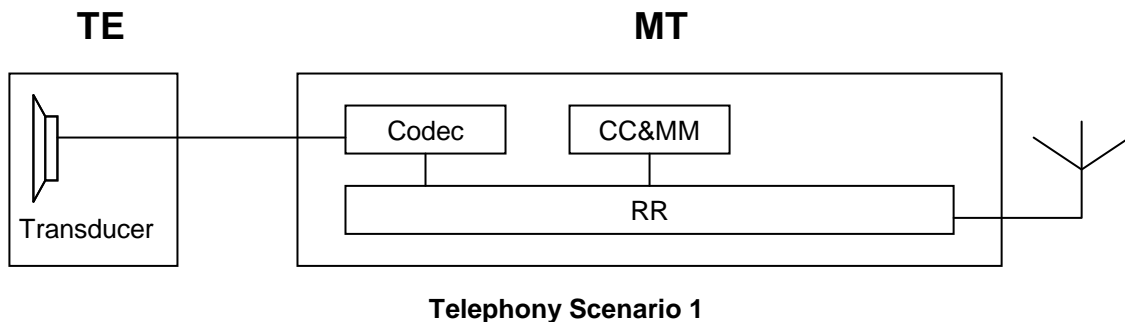 TE MT
Codec CC&MM
RR
Transducer
Telephony Scenario 1